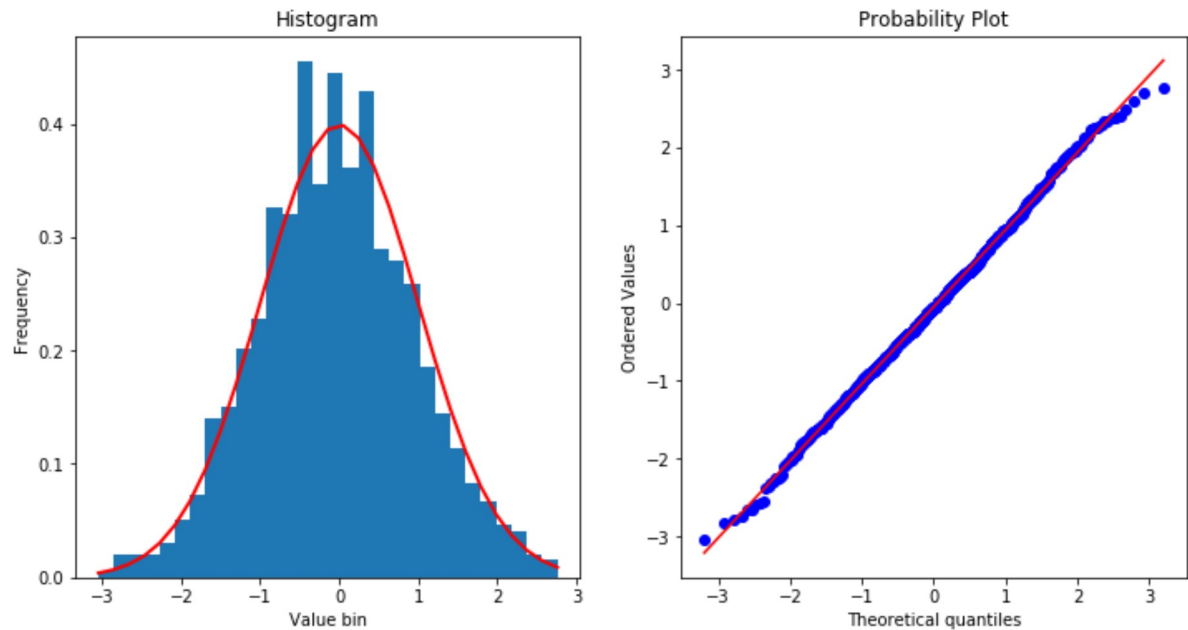 Histogram
0.4
0.3
0.2
0.1
0.0
Frequency
−3 −2 −1 0 1 2 3
Value bin
Probability Plot
3
2
1
0
−1
−2
−3
Ordered Values
−3 −2 −1 0 1 2 3
Theoretical quantiles